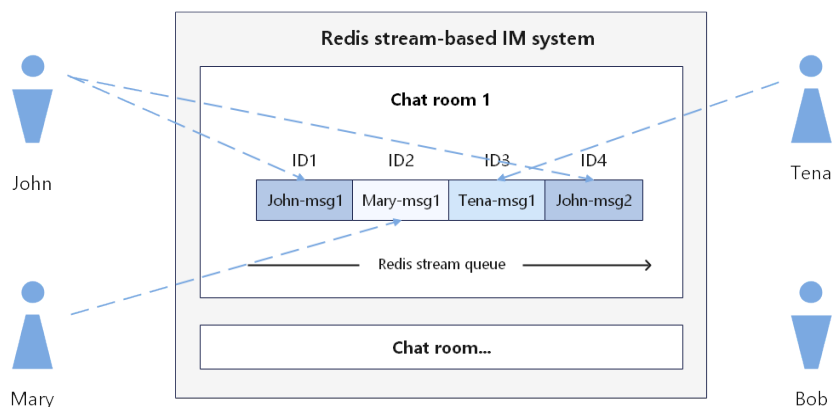 Redis stream-based IM system
Chat room 1
ID1 ID2 ID3 ID4
John-msg1 Mary-msg1 Tena-msg1 John-msg2
Redis stream queue
Chat room...
John
Tena
Mary
Bob